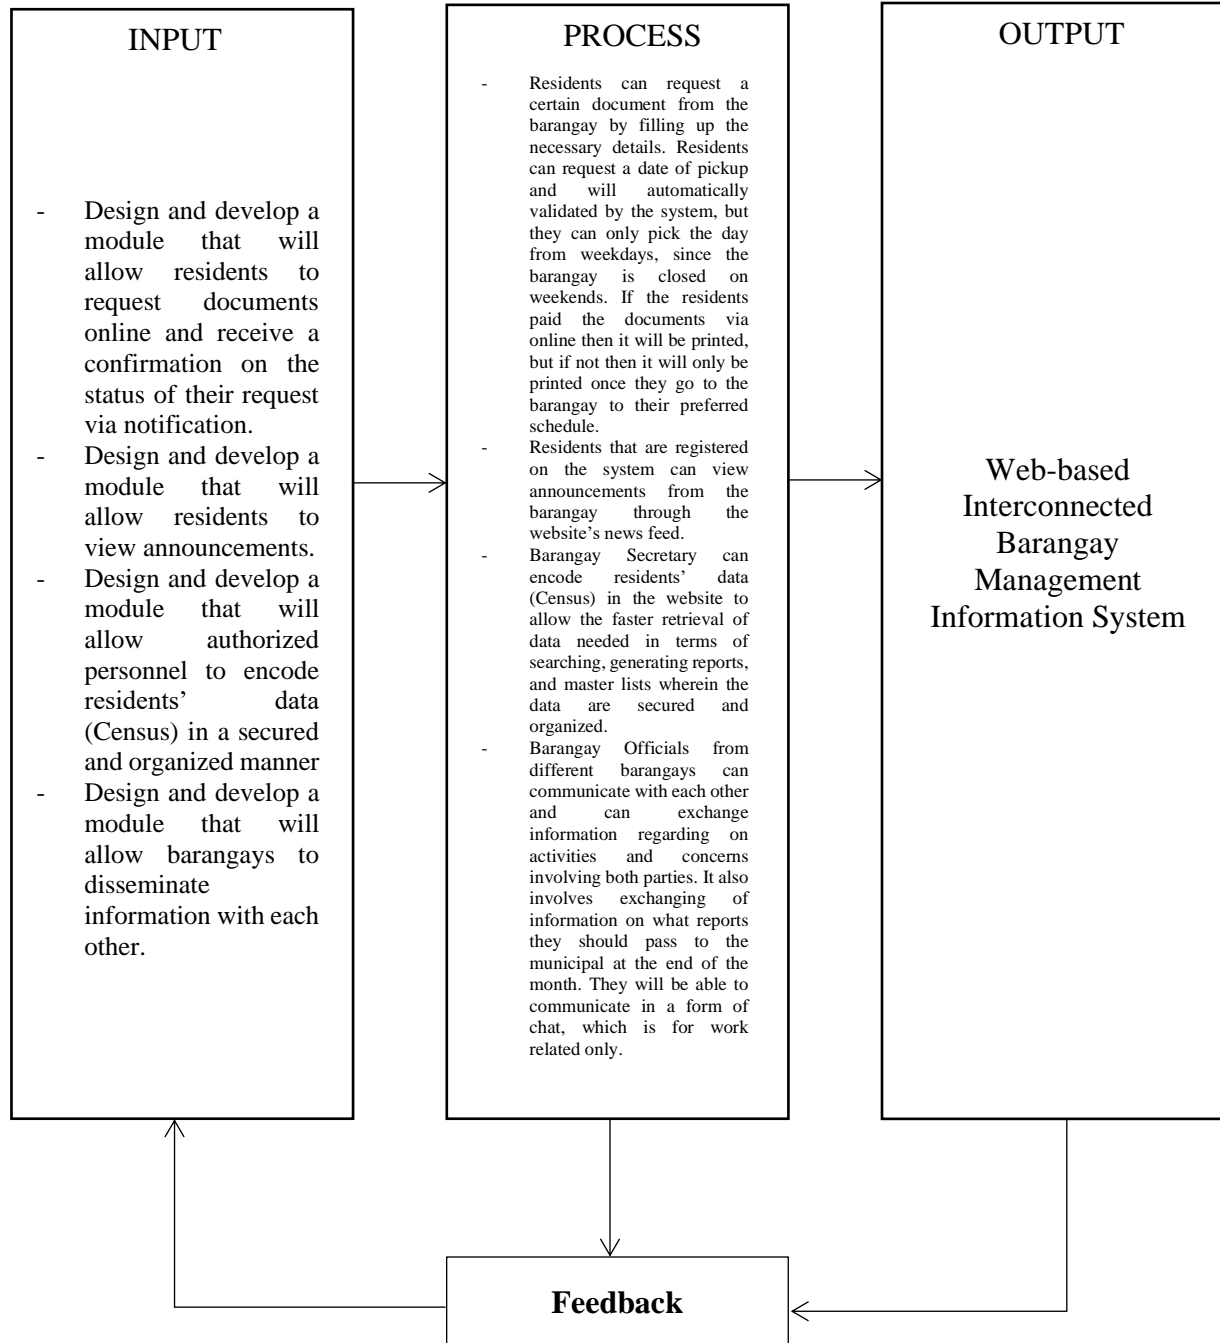 INPUT
- Design and develop a
module that will
allow residents to
request documents
online and receive a
confirmation on the
status of their request
via notification.
- Design and develop a
module that will
allow residents to
view announcements.
- Design and develop a
module that will
allow authorized
personnel to encode
residents’ data
(Census) in a secured
and organized manner
- Design and develop a
module that will
allow barangays to
disseminate
information with each
other.
PROCESS
- Residents can request a
certain document from the
barangay by filling up the
necessary details. Residents
can request a date of pickup
and will automatically
validated by the system, but
they can only pick the day
from weekdays, since the
barangay is closed on
weekends. If the residents
paid the documents via
online then it will be printed,
but if not then it will only be
printed once they go to the
barangay to their preferred
schedule.
- Residents that are registered
on the system can view
announcements from the
barangay through the
website’s news feed.
- Barangay Secretary can
encode residents’ data
(Census) in the website to
allow the faster retrieval of
data needed in terms of
searching, generating reports,
and master lists wherein the
data are secured and
organized.
- Barangay Officials from
different barangays can
communicate with each other
and can exchange
information regarding on
activities and concerns
involving both parties. It also
involves exchanging of
information on what reports
they should pass to the
municipal at the end of the
month. They will be able to
communicate in a form of
chat, which is for work
related only.
OUTPUT
Web-based
Interconnected
Barangay
Management
Information System
Feedback